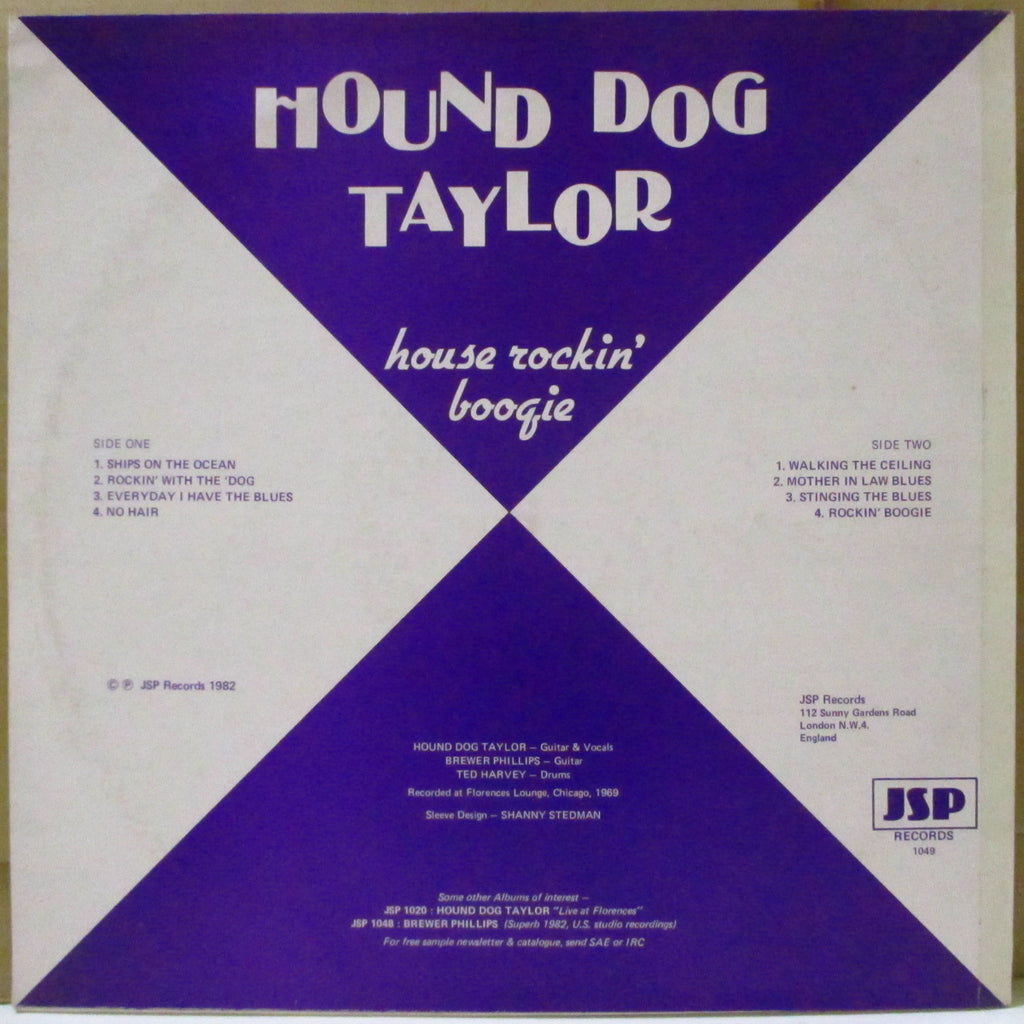 HOUND DOG
TAYLOR
house rockin'
boogie
SIDE ONE
1. SHIPS ON THE OCEAN
2. ROCKIN' WITH THE 'DOG
3. EVERYDAY I HAVE THE BLUES
4. NO HAIR
SIDE TWO
1. WALKING THE CEILING
2. MOTHER IN LAW BLUES
3. STINGING THE BLUES
4. ROCKIN' BOOGIE
© ℗ JSP Records 1982
JSP Records
112 Sunny Gardens Road
London N.W.4.
England
HOUND DOG TAYLOR — Guitar & Vocals
BREWER PHILLIPS — Guitar
TED HARVEY — Drums
Recorded at Florences Lounge, Chicago, 1969
Sleeve Design — SHANNY STEDMAN
JSP
RECORDS
1049
Some other Albums of interest —
JSP 1020 : HOUND DOG TAYLOR "Live at Florences"
JSP 1048 : BREWER PHILLIPS (Superb 1982, U.S. studio recordings)
For free sample newsletter & catalogue, send SAE or IRC